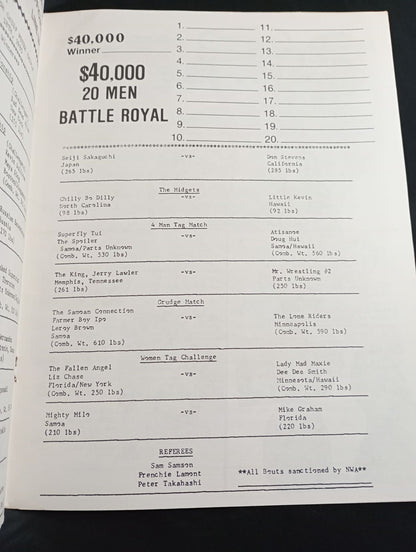 $40,000
Winner
$40,000
20 MEN
BATTLE ROYAL
1.
2.
3.
4.
5.
6.
7.
8.
9.
10.
11.
12.
13.
14.
15.
16.
17.
18.
19.
20.
Seiji Sakaguchi -vs- Don Stevens
Japan California
(265 lbs) (285 lbs)
The Midgets
Chilly Bo Dilly -vs- Little Kevin
North Carolina Hawaii
(98 lbs) (92 lbs)
4 Man Tag Match
Superfly Tui -vs- Atisanoe
The Spoiler Doug Hui
Samoa/Parts Unknown Samoa/Hawaii
(Comb, Wt. 330 lbs) (Comb, Wt. 560 lbs)
The King, Jerry Lawler -vs- Mr. Wrestling #2
Memphis, Tennessee Parts Unknown
(261 lbs) (250 lbs)
Grudge Match
The Samoan Connection -vs- The Lone Riders
Farmer Boy Ipo Minneapolis
Leroy Brown (Comb, Wt. 590 lbs)
Samoa
(Comb, Wt. 610 lbs)
Women Tag Challenge
The Fallen Angel -vs- Lady Mad Maxie
Liz Chase Dee Dee Smith
Florida/New York Minnesota/Hawaii
(Comb, Wt. 250 lbs) (Comb, Wt. 290 lbs)
Mighty Milo -vs- Mike Graham
Samoa Florida
(210 lbs) (220 lbs)
REFEREES
Sam Samson
Frenchie Lamont
Peter Takahashi
**All Bouts sanctioned by NWA**